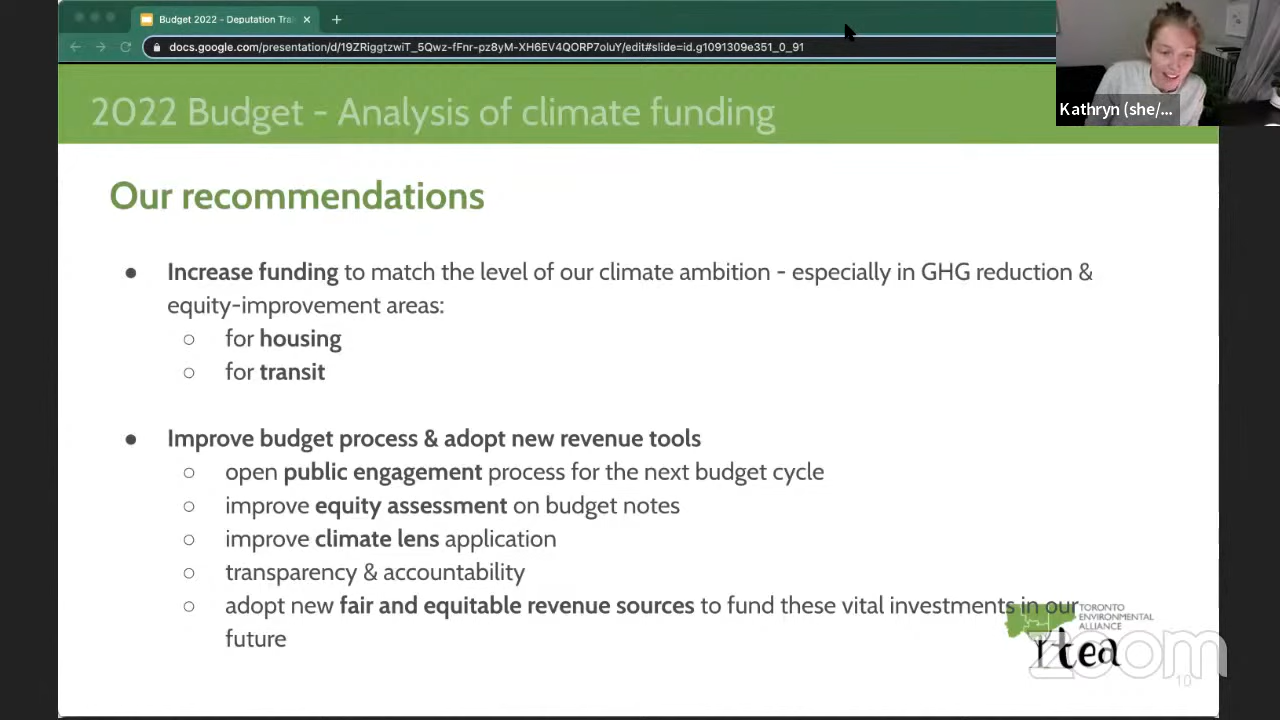 Budget 2022 - Deputation Trai
docs.google.com/presentation/d/19ZRiggtzwiT_5Qwz-fFnr-pz8yM-XH6EV4QORP7oluY/edit#slide=id.g1091309e351_0_91
Kathryn (she/...
2022 Budget - Analysis of climate funding
Our recommendations
● Increase funding to match the level of our climate ambition - especially in GHG reduction &
equity-improvement areas:
○ for housing
○ for transit
● Improve budget process & adopt new revenue tools
○ open public engagement process for the next budget cycle
○ improve equity assessment on budget notes
○ improve climate lens application
○ transparency & accountability
○ adopt new fair and equitable revenue sources to fund these vital investments in our
future
TORONTO
ENVIRONMENTAL
ALLIANCE
tea
zoom
10